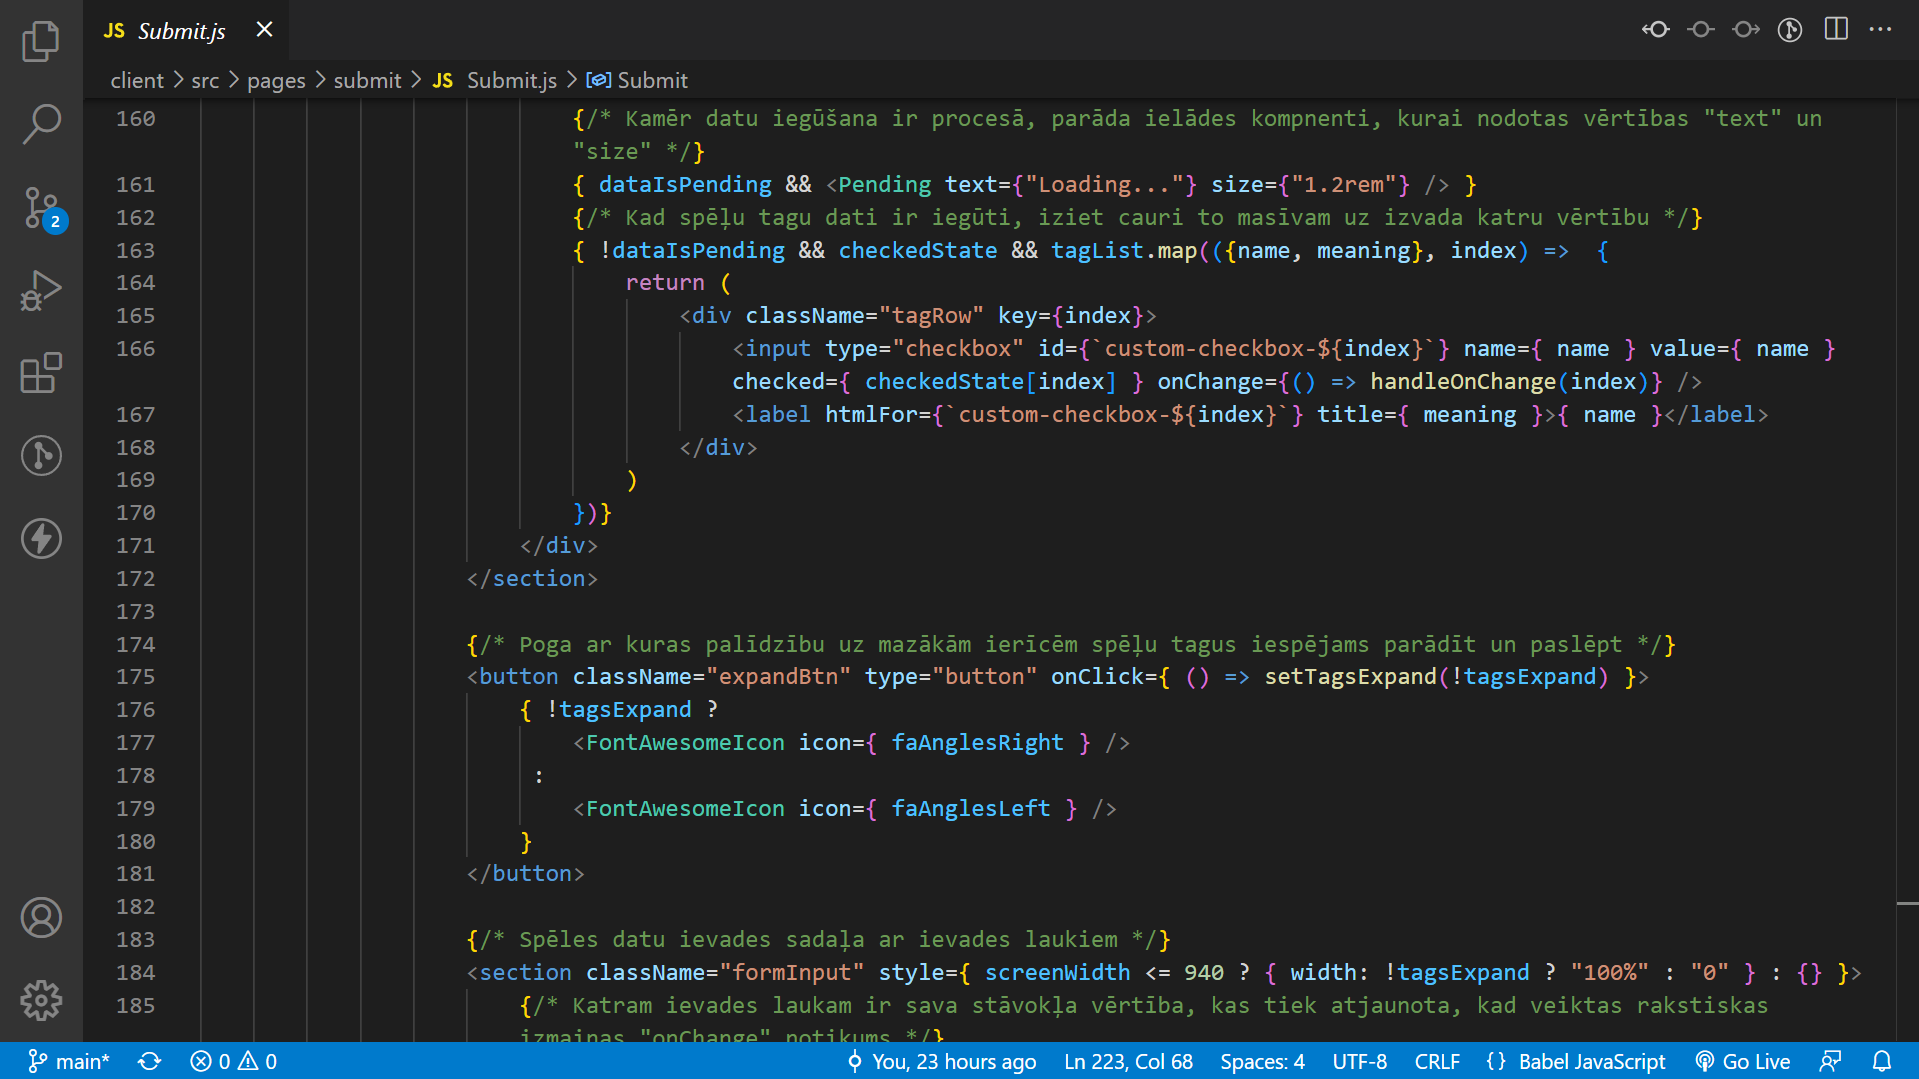 JS Submit.js
client > src > pages > submit > JS Submit.js > Submit
160 {/* Kamēr datu iegūšana ir procesā, parāda ielādes kompnenti, kurai nodotas vērtības "text" un
"size" */}
161 { dataIsPending && <Pending text={"Loading..."} size={"1.2rem"} /> }
162 {/* Kad spēļu tagu dati ir iegūti, iziet cauri to masīvam uz izvada katru vērtību */}
163 { !dataIsPending && checkedState && tagList.map(({name, meaning}, index) =>  {
164 return (
165 <div className="tagRow" key={index}>
166 <input type="checkbox" id={`custom-checkbox-${index}`} name={ name } value={ name }
checked={ checkedState[index] } onChange={() => handleOnChange(index)} />
167 <label htmlFor={`custom-checkbox-${index}`} title={ meaning }>{ name }</label>
168 </div>
169 )
170 })}
171 </div>
172 </section>
173
174 {/* Poga ar kuras palīdzību uz mazākām ierīcēm spēļu tagus iespējams parādīt un paslēpt */}
175 <button className="expandBtn" type="button" onClick={ () => setTagsExpand(!tagsExpand) }>
176 { !tagsExpand ?
177 <FontAwesomeIcon icon={ faAnglesRight } />
178 :
179 <FontAwesomeIcon icon={ faAnglesLeft } />
180 }
181 </button>
182
183 {/* Spēles datu ievades sadaļa ar ievades laukiem */}
184 <section className="formInput" style={ screenWidth <= 940 ? { width: !tagsExpand ? "100%" : "0" } : {} }>
185 {/* Katram ievades laukam ir sava stāvokļa vērtība, kas tiek atjaunota, kad veiktas rakstiskas
izmaiņas "onChange" notikums */}
2
main* 0 0 You, 23 hours ago Ln 223, Col 68 Spaces: 4 UTF-8 CRLF {} Babel JavaScript Go Live